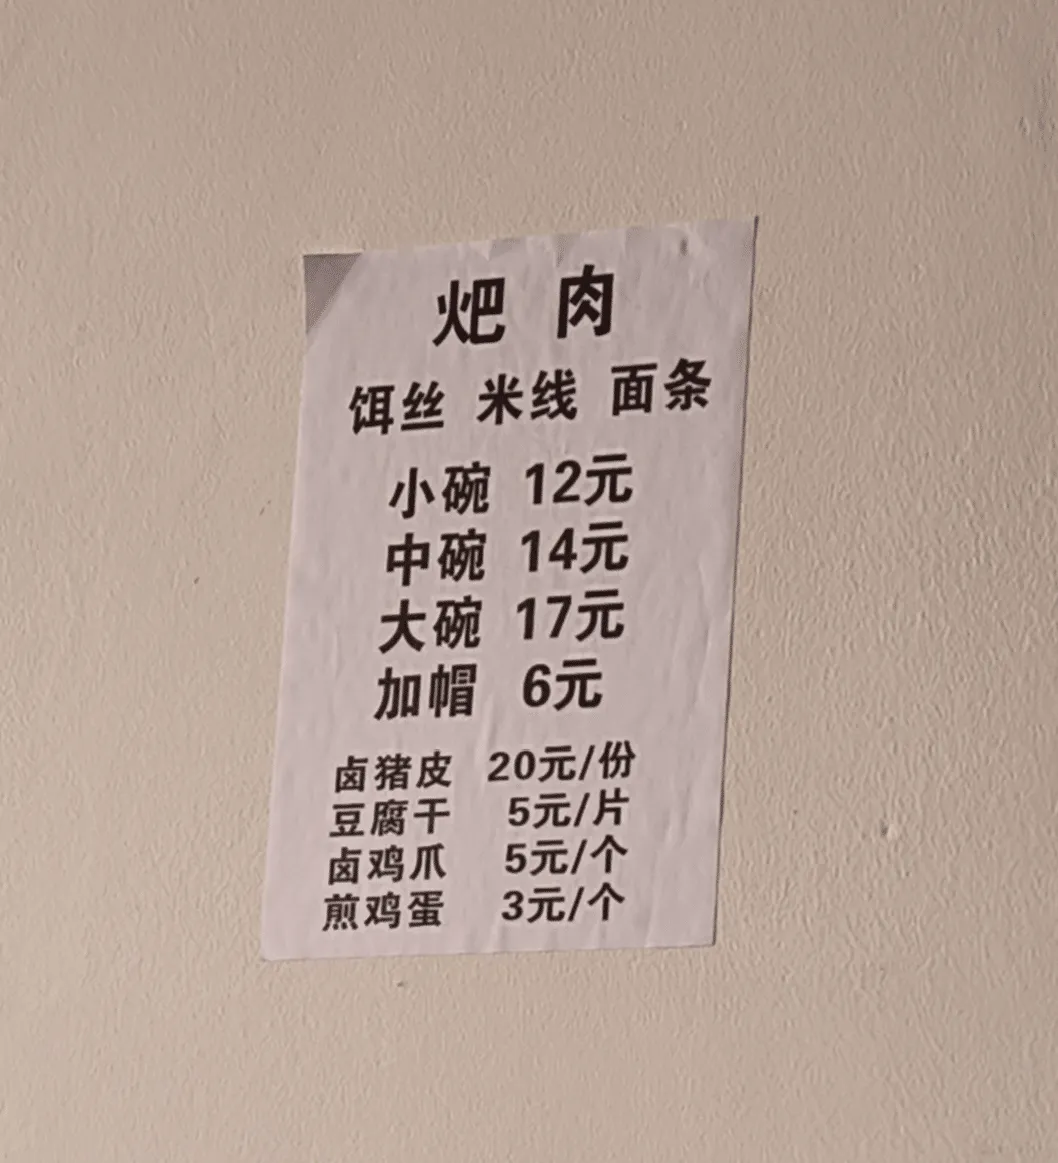 𤆵肉
饵丝 米线 面条
小碗 12元
中碗 14元
大碗 17元
加帽 6元
卤猪皮 20元/份
豆腐干 5元/片
卤鸡爪 5元/个
煎鸡蛋 3元/个